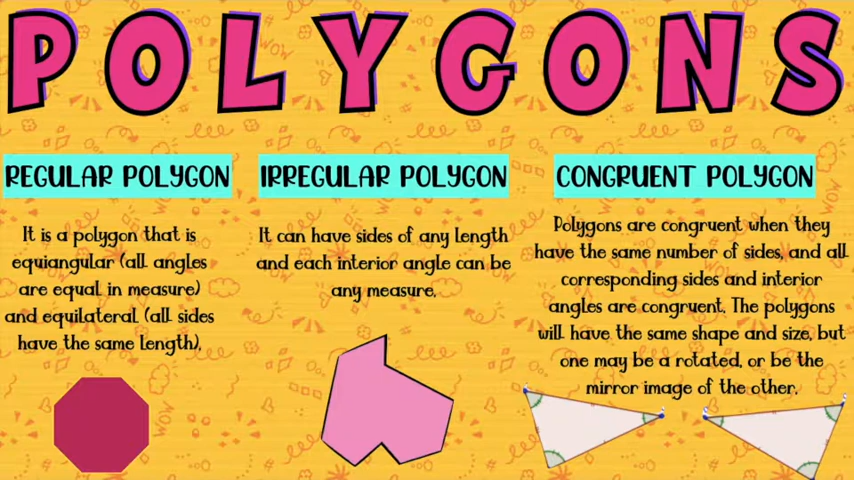 POLYGONS
REGULAR POLYGON
It is a polygon that is
equiangular (all angles
are equal in measure)
and equilateral (all sides
have the same length).
IRREGULAR POLYGON
It can have sides of any length
and each interior angle can be
any measure.
CONGRUENT POLYGON
Polygons are congruent when they
have the same number of sides, and all
corresponding sides and interior
angles are congruent. The polygons
will have the same shape and size, but
one may be a rotated, or be the
mirror image of the other.
WOW
WOW
WOW